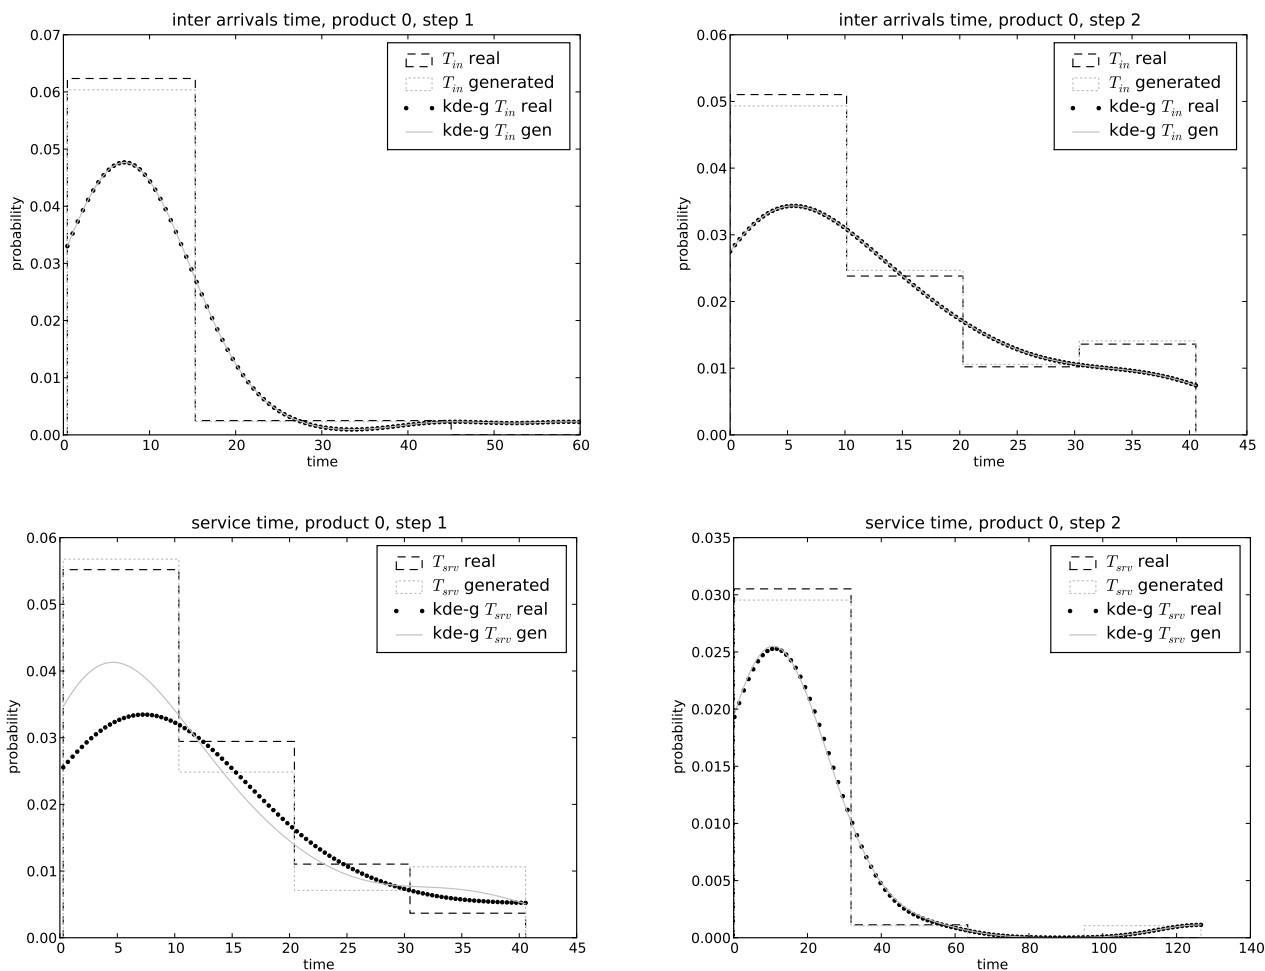 inter arrivals time, product 0, step 1
0.07
0.06
0.05
0.04
0.03
0.02
0.01
0.00
probability
0 10 20 30 40 50 60
time
T_in real
T_in generated
kde-g T_in real
kde-g T_in gen
inter arrivals time, product 0, step 2
0.06
0.05
0.04
0.03
0.02
0.01
0.00
probability
0 5 10 15 20 25 30 35 40 45
time
T_in real
T_in generated
kde-g T_in real
kde-g T_in gen
service time, product 0, step 1
0.06
0.05
0.04
0.03
0.02
0.01
0.00
probability
0 5 10 15 20 25 30 35 40 45
time
T_srv real
T_srv generated
kde-g T_srv real
kde-g T_srv gen
service time, product 0, step 2
0.035
0.030
0.025
0.020
0.015
0.010
0.005
0.000
probability
0 20 40 60 80 100 120 140
time
T_srv real
T_srv generated
kde-g T_srv real
kde-g T_srv gen